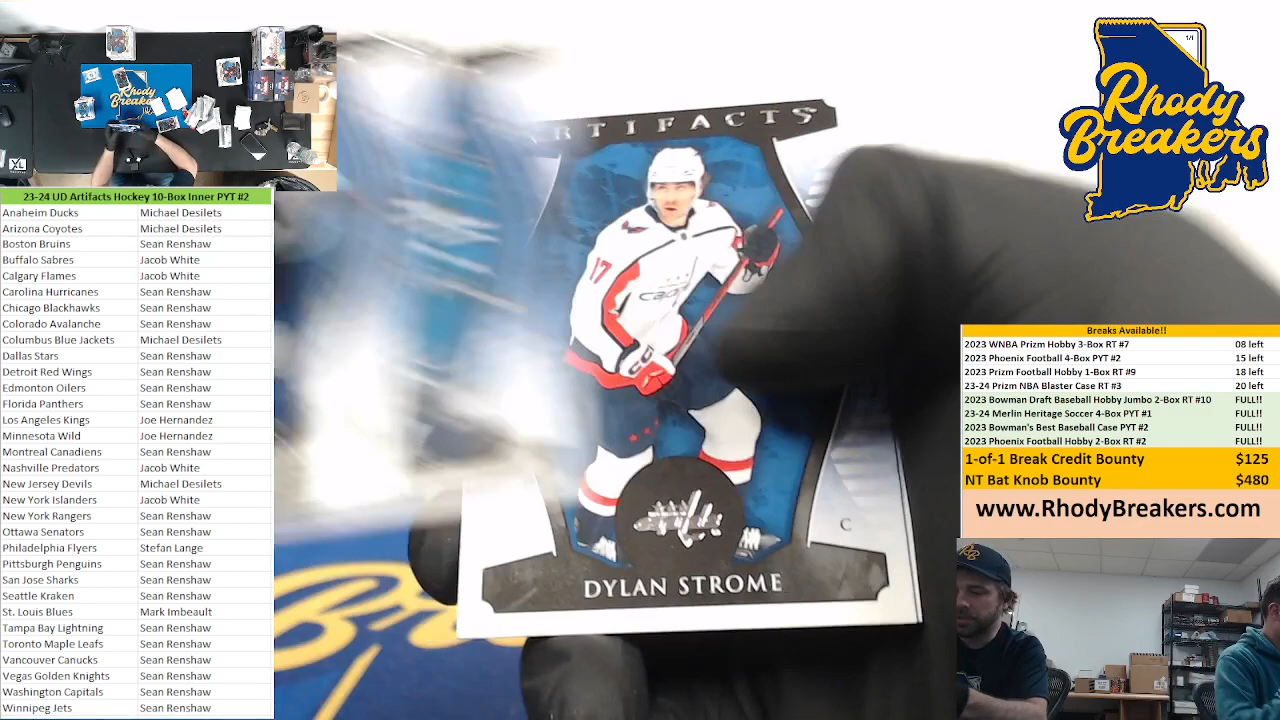 23-24 UD Artifacts Hockey 10-Box Inner PYT #2
Anaheim Ducks Michael Desilets
Arizona Coyotes Michael Desilets
Boston Bruins Sean Renshaw
Buffalo Sabres Jacob White
Calgary Flames Jacob White
Carolina Hurricanes Sean Renshaw
Chicago Blackhawks Sean Renshaw
Colorado Avalanche Sean Renshaw
Columbus Blue Jackets Michael Desilets
Dallas Stars Sean Renshaw
Detroit Red Wings Sean Renshaw
Edmonton Oilers Sean Renshaw
Florida Panthers Sean Renshaw
Los Angeles Kings Joe Hernandez
Minnesota Wild Joe Hernandez
Montreal Canadiens Sean Renshaw
Nashville Predators Jacob White
New Jersey Devils Michael Desilets
New York Islanders Jacob White
New York Rangers Sean Renshaw
Ottawa Senators Sean Renshaw
Philadelphia Flyers Stefan Lange
Pittsburgh Penguins Sean Renshaw
San Jose Sharks Sean Renshaw
Seattle Kraken Sean Renshaw
St. Louis Blues Mark Imbeault
Tampa Bay Lightning Sean Renshaw
Toronto Maple Leafs Sean Renshaw
Vancouver Canucks Sean Renshaw
Vegas Golden Knights Sean Renshaw
Washington Capitals Sean Renshaw
Winnipeg Jets Sean Renshaw
Rhody
Breakers
RTIFACTS
17
C
DYLAN STROME
1/1
Rhody
Breakers
Breaks Available!!
2023 WNBA Prizm Hobby 3-Box RT #7 08 left
2023 Phoenix Football 4-Box PYT #2 15 left
2023 Prizm Football Hobby 1-Box RT #9 18 left
23-24 Prizm NBA Blaster Case RT #3 20 left
2023 Bowman Draft Baseball Hobby Jumbo 2-Box RT #10 FULL!!
23-24 Merlin Heritage Soccer 4-Box PYT #1 FULL!!
2023 Bowman's Best Baseball Case PYT #2 FULL!!
2023 Phoenix Football Hobby 2-Box RT #2 FULL!!
1-of-1 Break Credit Bounty $125
NT Bat Knob Bounty $480
www.RhodyBreakers.com